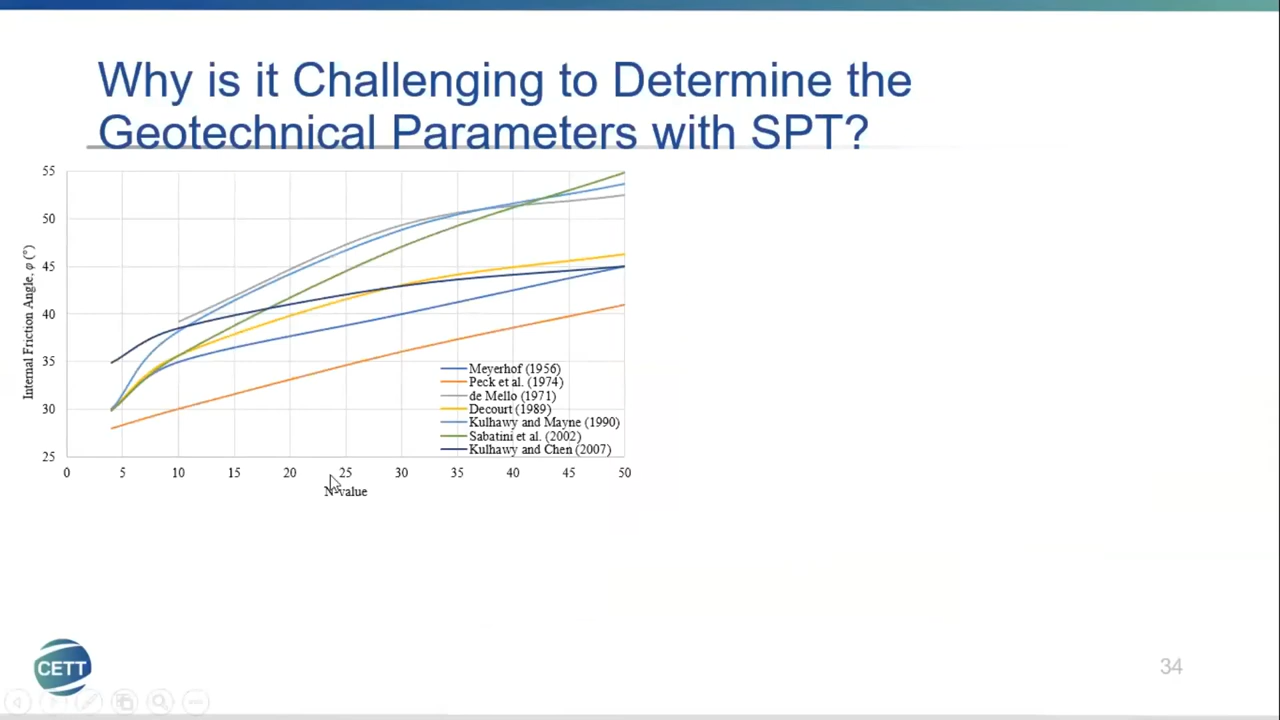 Why is it Challenging to Determine the
Geotechnical Parameters with SPT?
55
50
45
40
35
30
25
Internal Friction Angle, φ (°)
0 5 10 15 20 25 30 35 40 45 50
N-value
Meyerhof (1956)
Peck et al. (1974)
de Mello (1971)
Decourt (1989)
Kulhawy and Mayne (1990)
Sabatini et al. (2002)
Kulhawy and Chen (2007)
CETT
34